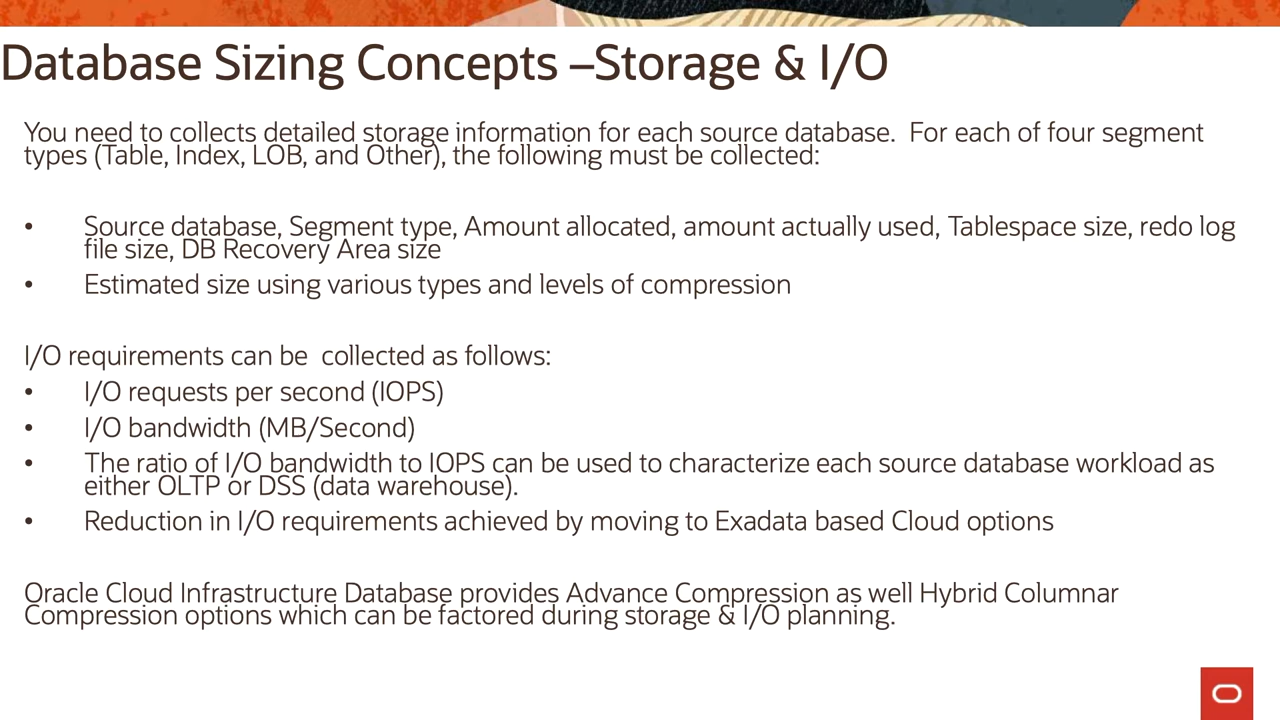 Database Sizing Concepts –Storage & I/O
You need to collects detailed storage information for each source database.  For each of four segment
types (Table, Index, LOB, and Other), the following must be collected:
• Source database, Segment type, Amount allocated, amount actually used, Tablespace size, redo log
file size, DB Recovery Area size
• Estimated size using various types and levels of compression
I/O requirements can be  collected as follows:
• I/O requests per second (IOPS)
• I/O bandwidth (MB/Second)
• The ratio of I/O bandwidth to IOPS can be used to characterize each source database workload as
either OLTP or DSS (data warehouse).
• Reduction in I/O requirements achieved by moving to Exadata based Cloud options
Oracle Cloud Infrastructure Database provides Advance Compression as well Hybrid Columnar
Compression options which can be factored during storage & I/O planning.